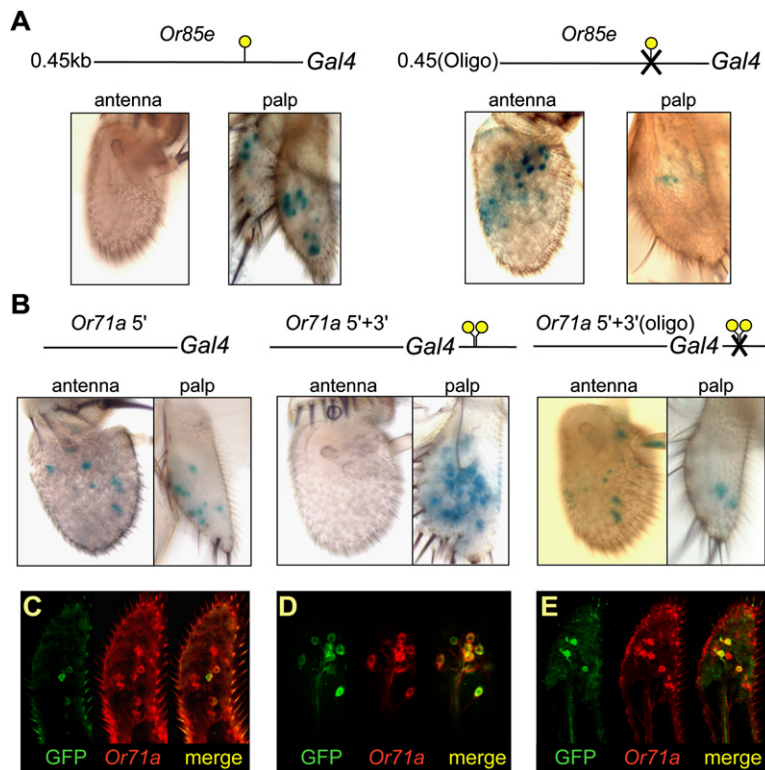 A
Or85e
0.45kb
Gal4
Or85e
0.45(Oligo)
Gal4
antenna
palp
antenna
palp
B
Or71a 5'
Gal4
Or71a 5'+3'
Gal4
Or71a 5'+3'(oligo)
Gal4
antenna
palp
antenna
palp
antenna
palp
C
GFP
Or71a
merge
D
GFP
Or71a
merge
E
GFP
Or71a
merge